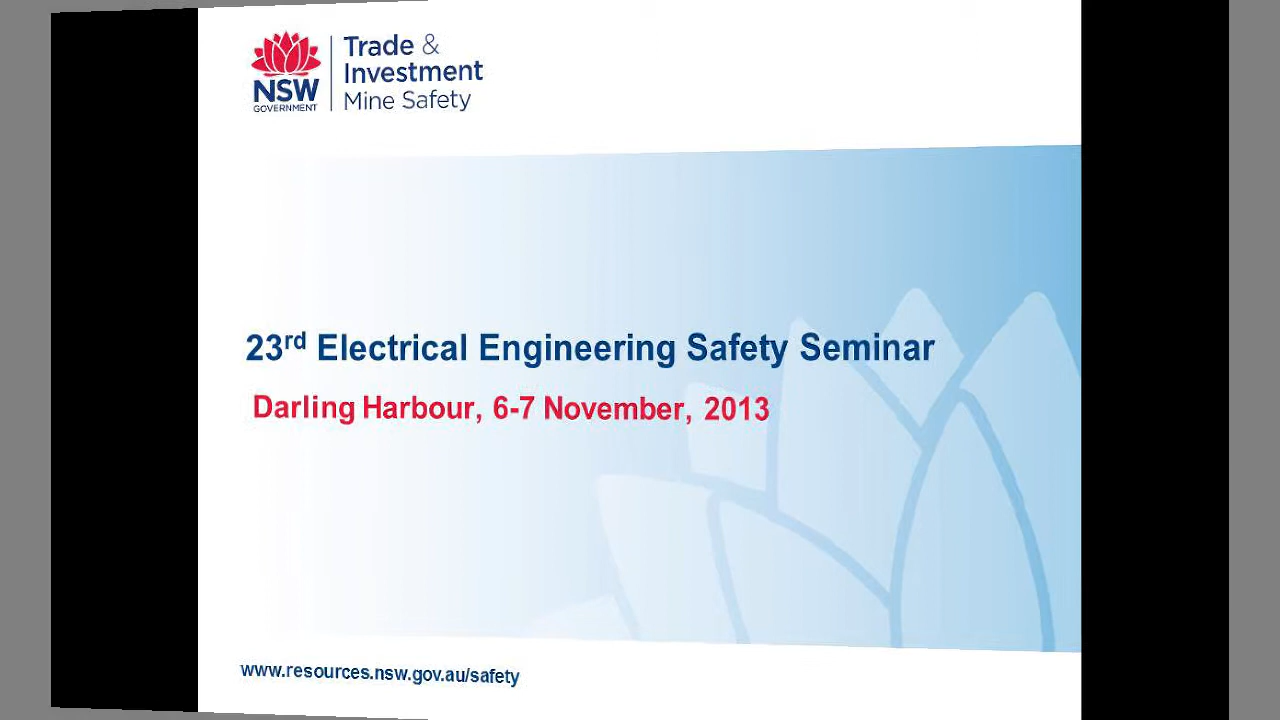 NSW
GOVERNMENT
Trade &
Investment
Mine Safety
23rd Electrical Engineering Safety Seminar
Darling Harbour, 6-7 November, 2013
www.resources.nsw.gov.au/safety